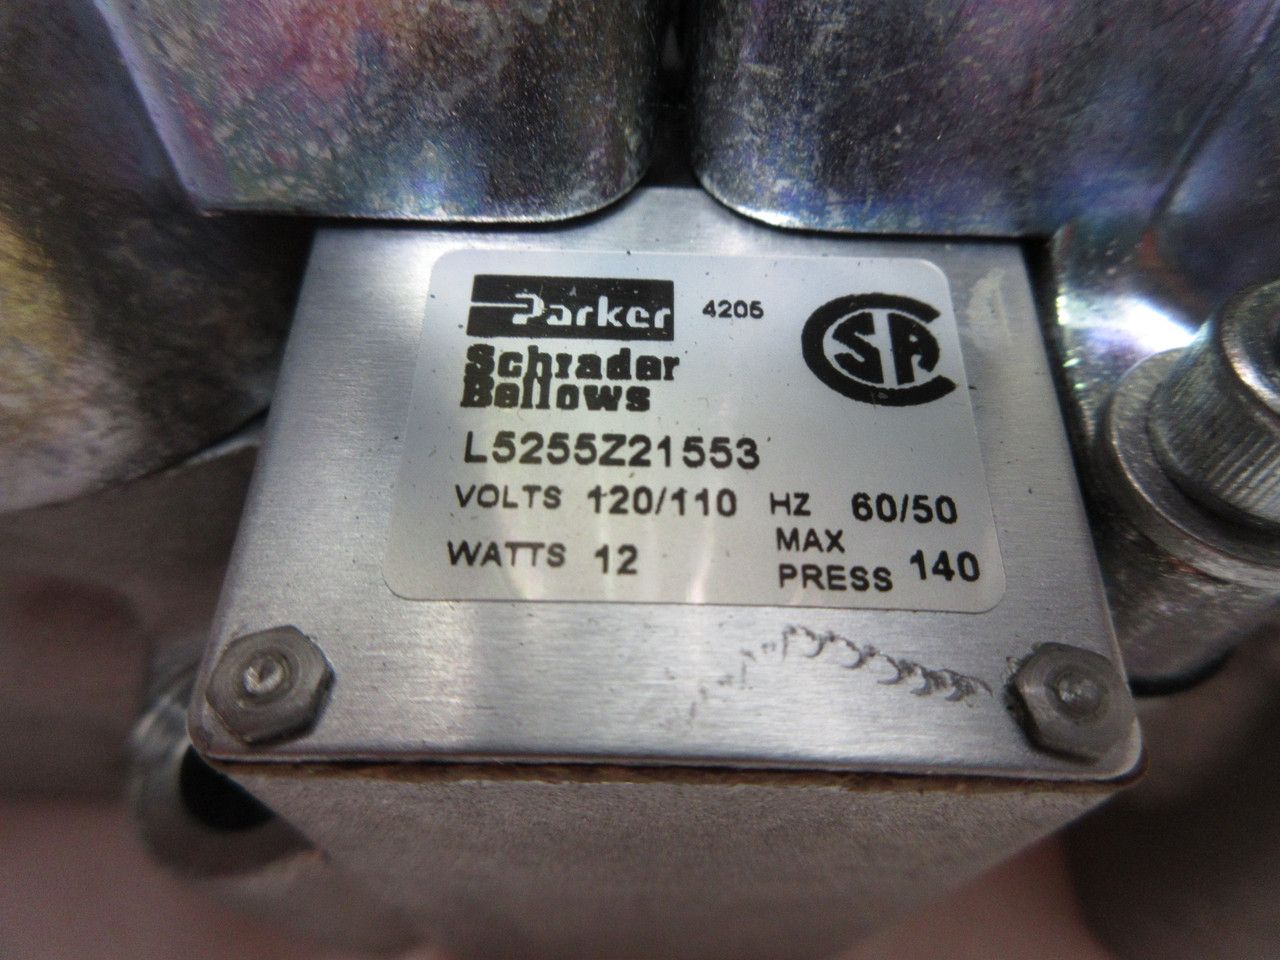 Parker 4205
CSA
Schrader
Bellows
L5255Z21553
VOLTS 120/110 HZ 60/50
WATTS 12 MAX PRESS 140